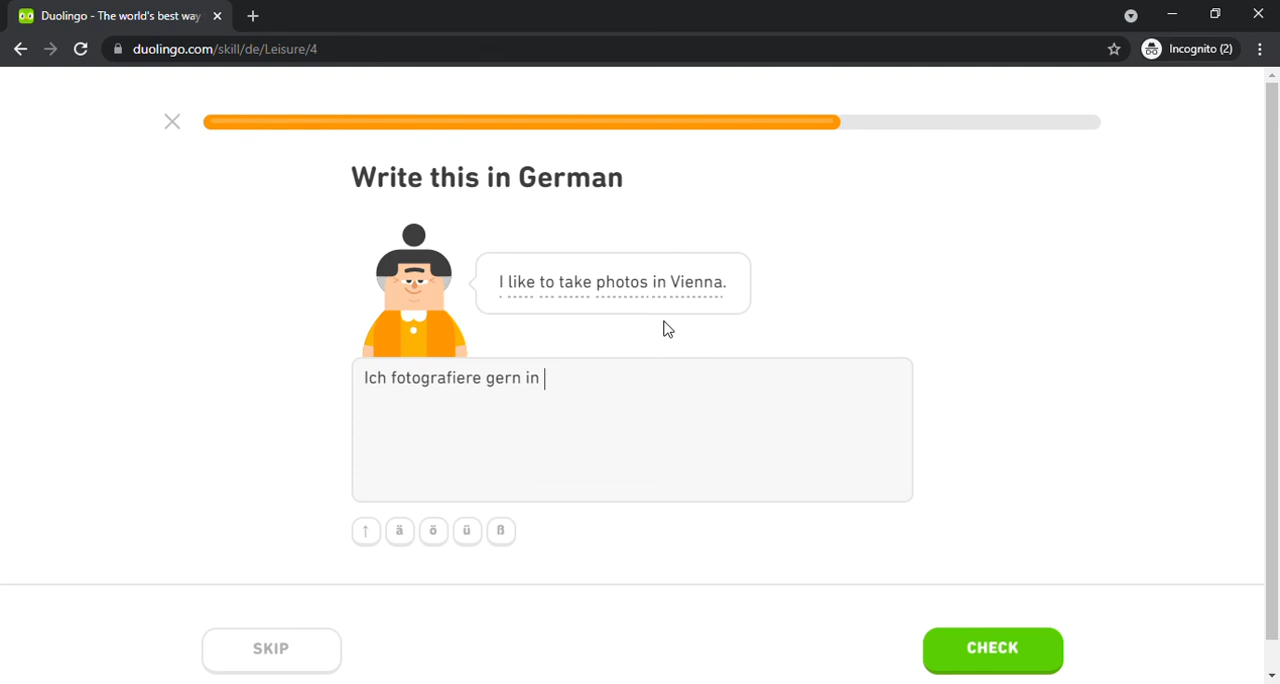 Duolingo - The world's best way
duolingo.com/skill/de/Leisure/4
Incognito (2)
Write this in German
I like to take photos in Vienna.
Ich fotografiere gern in
↑ ä ö ü ß
SKIP
CHECK